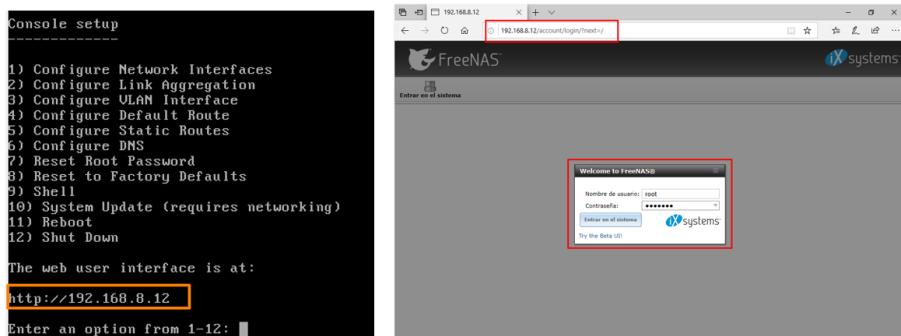 Console setup
-------------
1) Configure Network Interfaces
2) Configure Link Aggregation
3) Configure VLAN Interface
4) Configure Default Route
5) Configure Static Routes
6) Configure DNS
7) Reset Root Password
8) Reset to Factory Defaults
9) Shell
10) System Update (requires networking)
11) Reboot
12) Shut Down
The web user interface is at:
http://192.168.8.12
Enter an option from 1-12:
192.168.8.12
192.168.8.12/account/login/?next=/
FreeNAS
iX systems
Entrar en el sistema
Welcome to FreeNAS®
Nombre de usuario: root
Contraseña: •••••••
Entrar en el sistema
iX systems
Try the Beta UI!